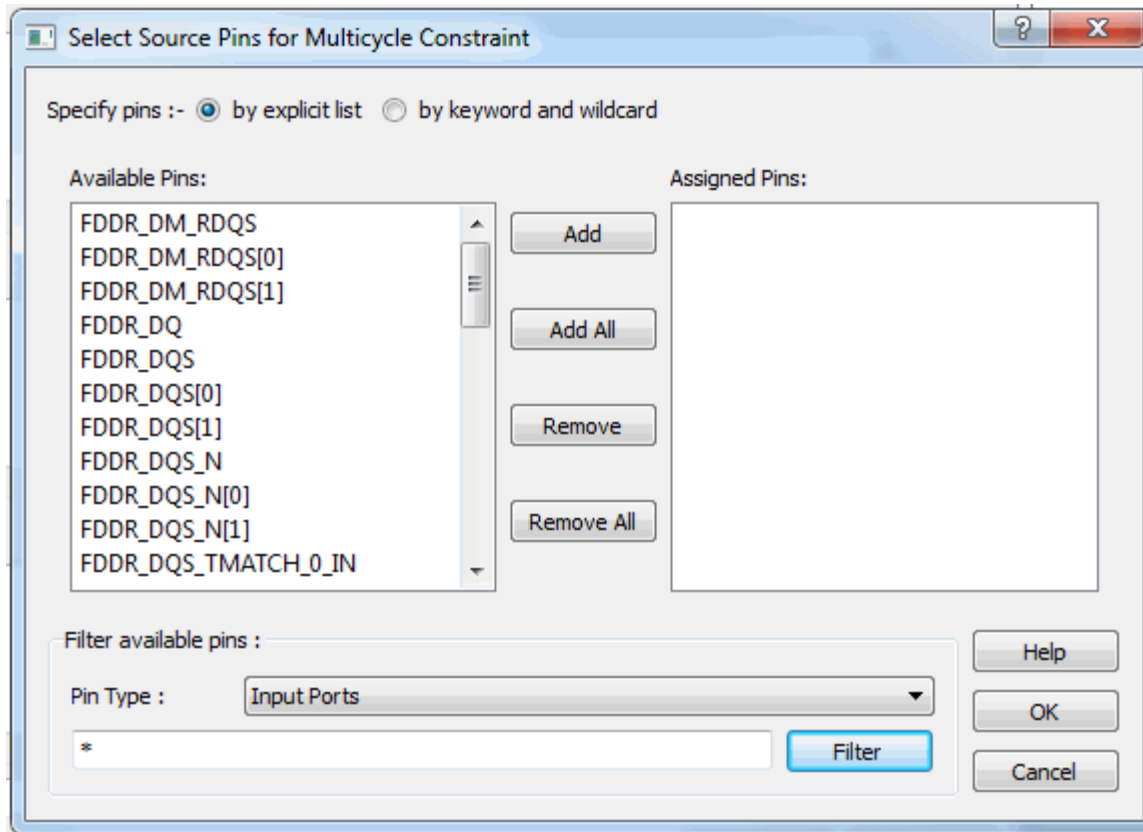 Select Source Pins for Multicycle Constraint
Specify pins :- by explicit list by keyword and wildcard
Available Pins:
Assigned Pins:
FDDR_DM_RDQS
FDDR_DM_RDQS[0]
FDDR_DM_RDQS[1]
FDDR_DQ
FDDR_DQS
FDDR_DQS[0]
FDDR_DQS[1]
FDDR_DQS_N
FDDR_DQS_N[0]
FDDR_DQS_N[1]
FDDR_DQS_TMATCH_0_IN
Add
Add All
Remove
Remove All
Filter available pins :
Pin Type : Input Ports
*
Filter
Help
OK
Cancel